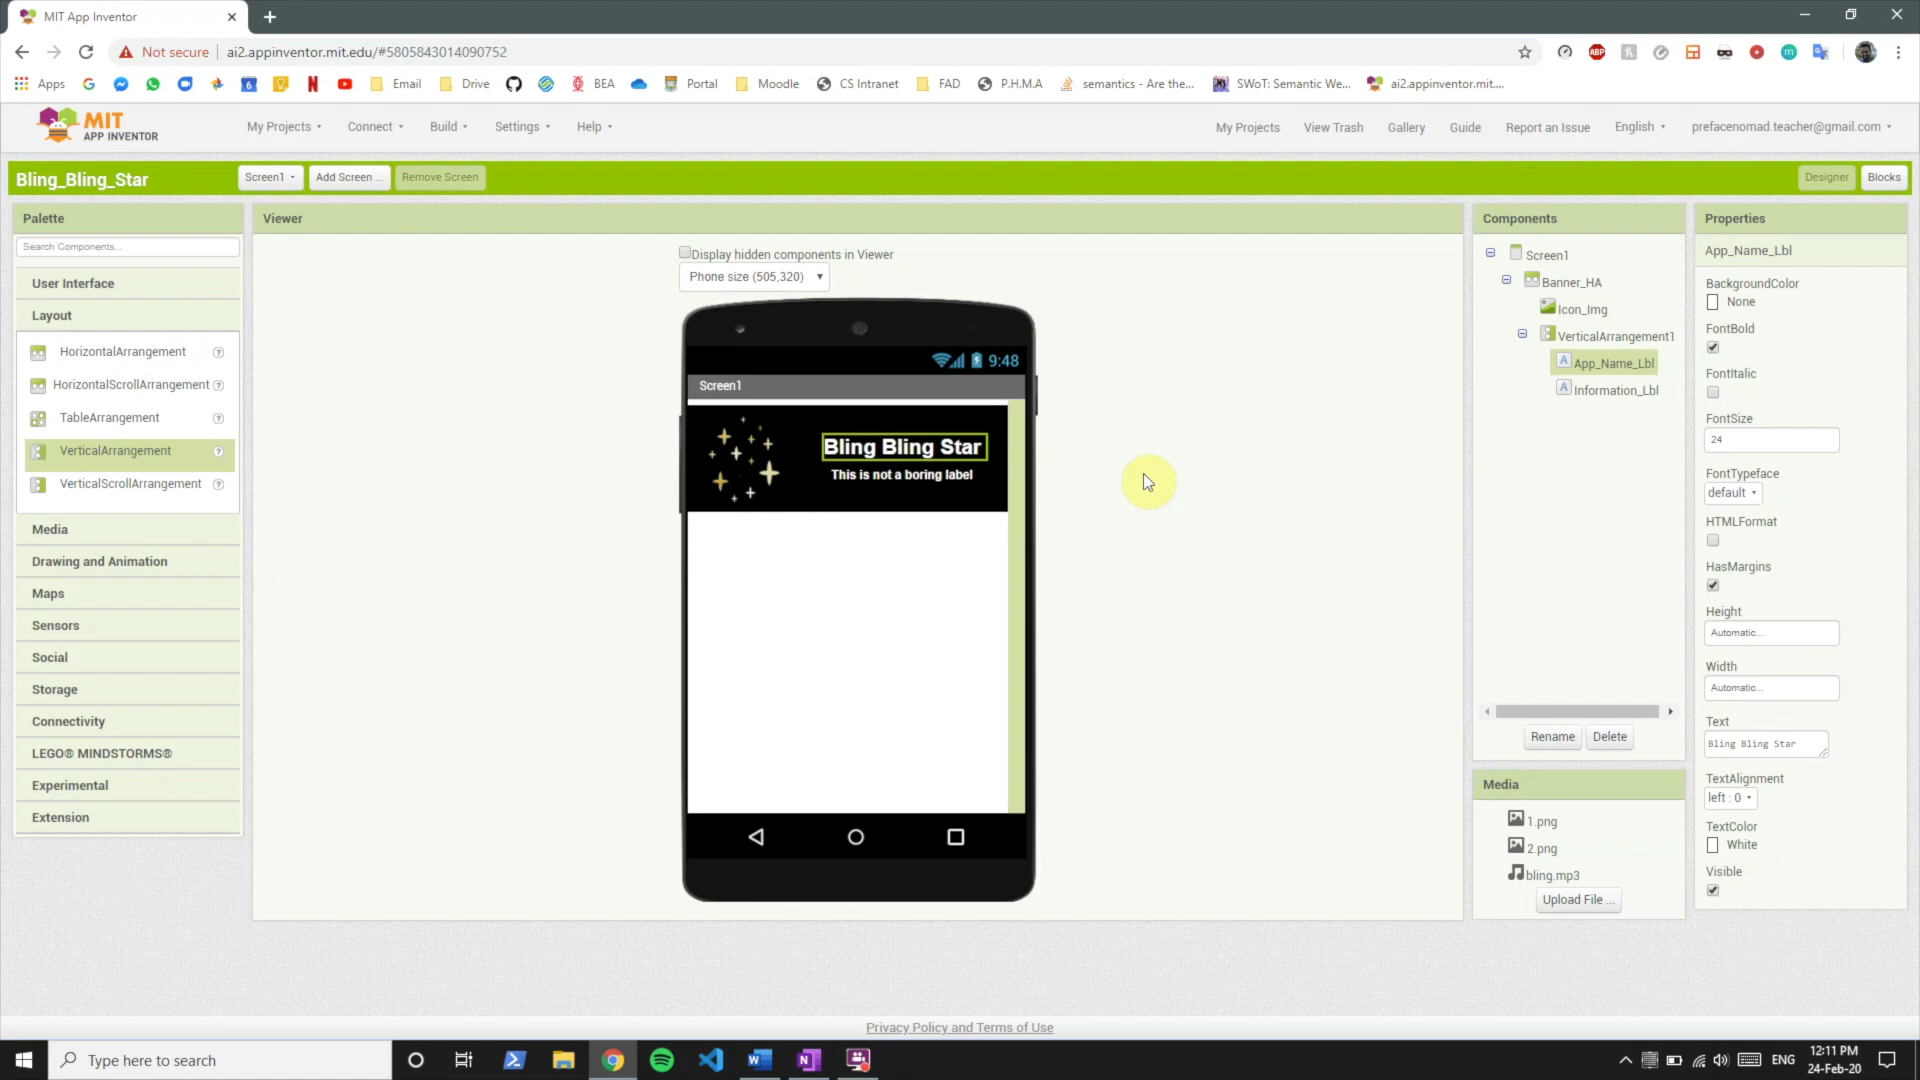 MIT App Inventor
Not secure
ai2.appinventor.mit.edu/#5805843014090752
ABP
m
Apps
6
Email
Drive
BEA
Portal
Moodle
CS Intranet
FAD
P.H.M.A
semantics - Are the...
SWoT: Semantic We...
ai2.appinventor.mit....
MIT
APP INVENTOR
My Projects
Connect
Build
Settings
Help
My Projects
View Trash
Gallery
Guide
Report an Issue
English
prefacenomad.teacher@gmail.com
Bling_Bling_Star
Screen1
Add Screen ...
Remove Screen
Designer
Blocks
Palette
Search Components...
User Interface
Layout
HorizontalArrangement
HorizontalScrollArrangement
TableArrangement
VerticalArrangement
VerticalScrollArrangement
Media
Drawing and Animation
Maps
Sensors
Social
Storage
Connectivity
LEGO® MINDSTORMS®
Experimental
Extension
Viewer
Display hidden components in Viewer
Phone size (505,320)
9:48
Screen1
Bling Bling Star
This is not a boring label
Components
Screen1
Banner_HA
Icon_Img
VerticalArrangement1
App_Name_Lbl
Information_Lbl
Rename
Delete
Media
1.png
2.png
bling.mp3
Upload File ...
Properties
App_Name_Lbl
BackgroundColor
None
FontBold
FontItalic
FontSize
24
FontTypeface
default
HTMLFormat
HasMargins
Height
Automatic...
Width
Automatic...
Text
Bling Bling Star
TextAlignment
left : 0
TextColor
White
Visible
Privacy Policy and Terms of Use
Type here to search
ENG
12:11 PM
24-Feb-20